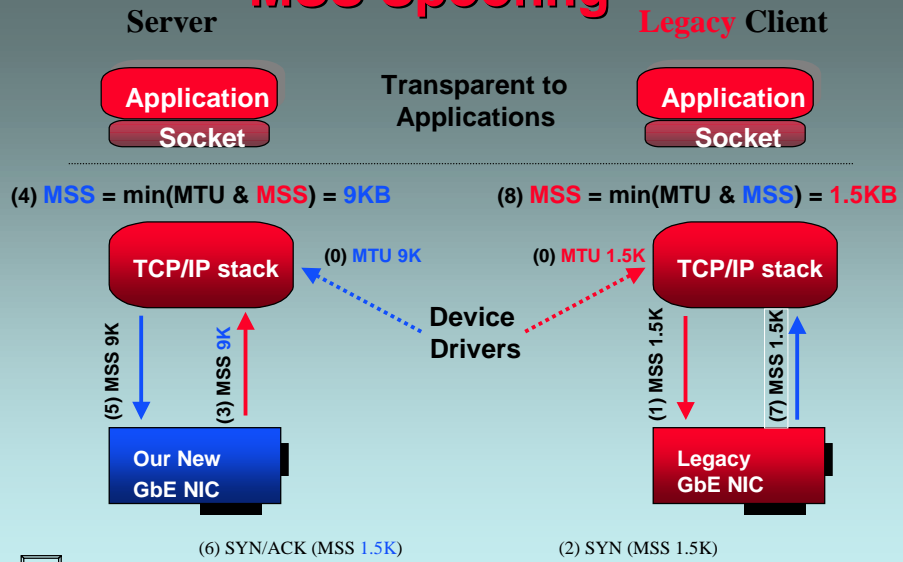 MSS Spoofing
Server
Legacy Client
Application
Socket
Transparent to
Applications
Application
Socket
(4) MSS = min(MTU & MSS) = 9KB
(8) MSS = min(MTU & MSS) = 1.5KB
TCP/IP stack
(0) MTU 9K
(0) MTU 1.5K
TCP/IP stack
Device
Drivers
(5) MSS 9K
(3) MSS 9K
(1) MSS 1.5K
(7) MSS 1.5K
Our New
GbE NIC
Legacy
GbE NIC
(6) SYN/ACK (MSS 1.5K)
(2) SYN (MSS 1.5K)